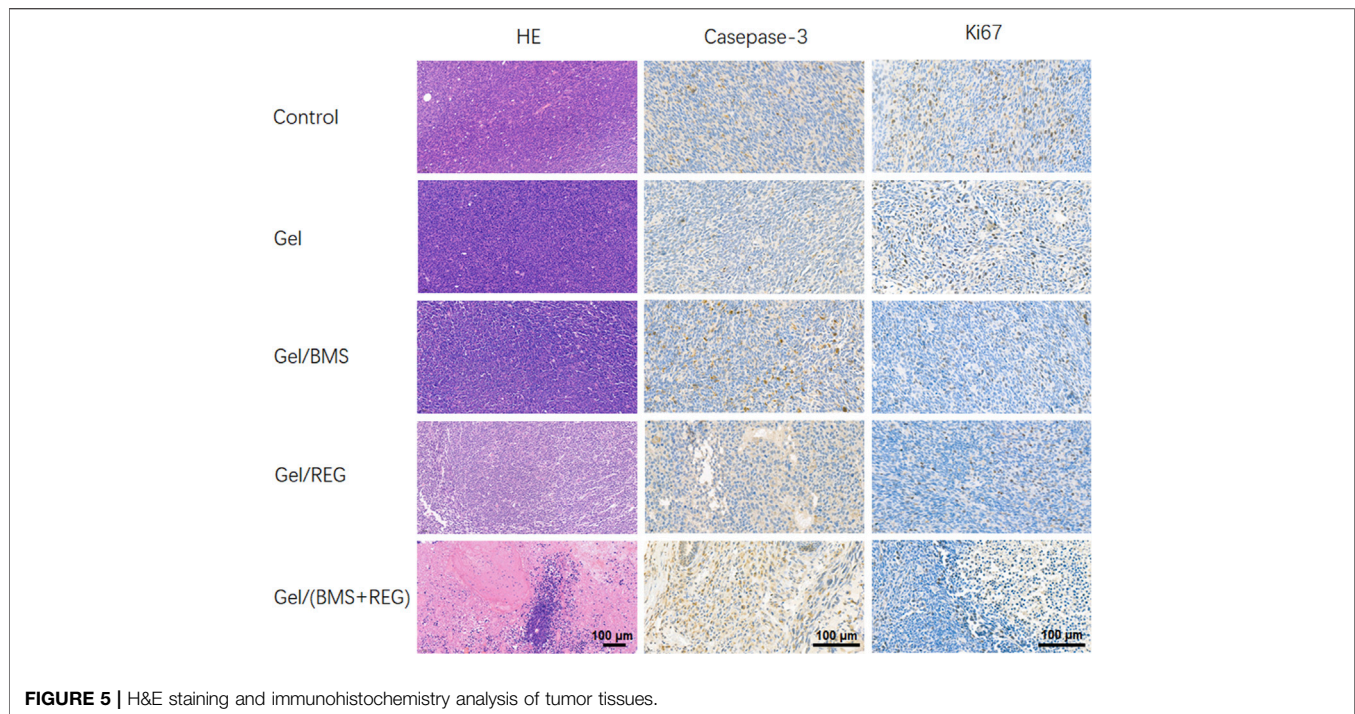 HE Casepase-3 Ki67
Control
Gel
Gel/BMS
Gel/REG
Gel/(BMS+REG)
100 µm 100 µm 100 µm
FIGURE 5 | H&E staining and immunohistochemistry analysis of tumor tissues.